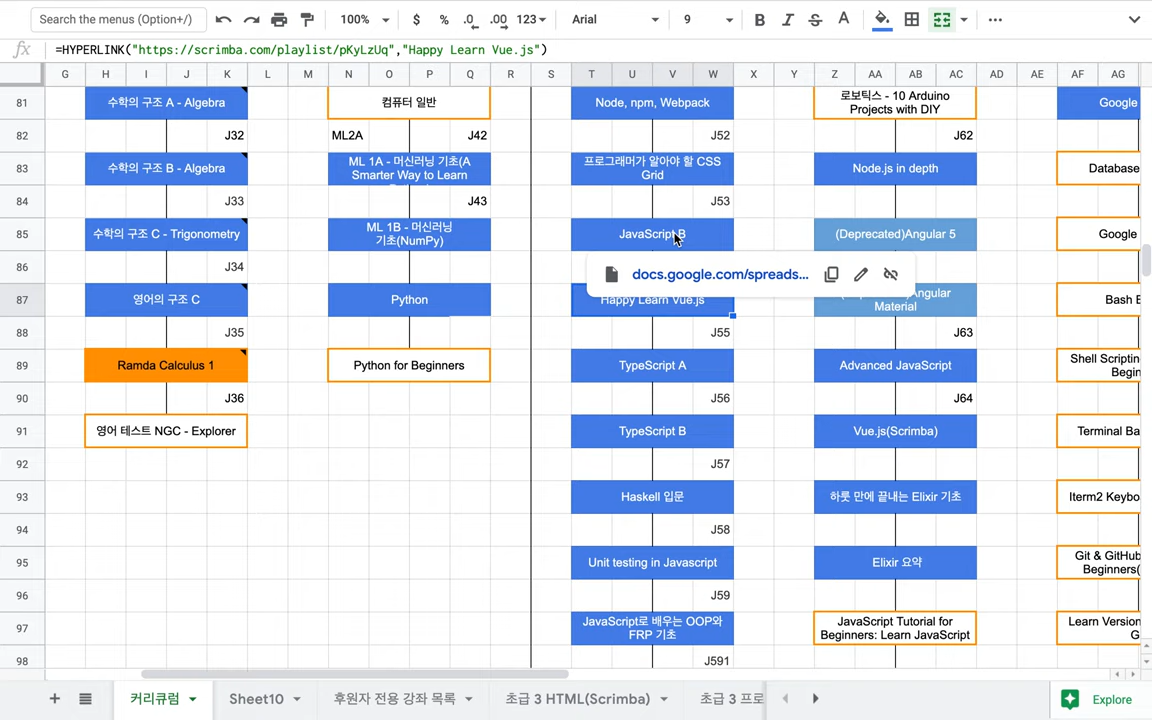 Search the menus (Option+/)
100%
$ % .0 .00 123
Arial
9
B I S A
fx =HYPERLINK("https://scrimba.com/playlist/pKyLzUq","Happy Learn Vue.js")
G H I J K L M N O P Q R S T U V W X Y Z AA AB AC AD AE AF AG
81
수학의 구조 A - Algebra
컴퓨터 일반
Node, npm, Webpack
로보틱스 - 10 Arduino
Projects with DIY
Google
82
J32
ML2A
J42
J52
J62
83
수학의 구조 B - Algebra
ML 1A - 머신러닝 기초(A
Smarter Way to Learn
프로그래머가 알아야 할 CSS
Grid
Node.js in depth
Database
84
J33
J43
J53
85
수학의 구조 C - Trigonometry
ML 1B - 머신러닝
기초(NumPy)
JavaScript B
(Deprecated)Angular 5
Google
86
J34
docs.google.com/spreads...
87
영어의 구조 C
Python
Happy Learn Vue.js
Angular
Material
Bash
88
J35
J55
J63
89
Ramda Calculus 1
Python for Beginners
TypeScript A
Advanced JavaScript
Shell Scripting
Begin
90
J36
J56
J64
91
영어 테스트 NGC - Explorer
TypeScript B
Vue.js(Scrimba)
Terminal Ba
92
J57
93
Haskell 입문
하룻 만에 끝내는 Elixir 기초
Iterm2 Keybo
94
J58
95
Unit testing in Javascript
Elixir 요약
Git & GitHub
Beginners(
96
J59
97
JavaScript로 배우는 OOP와
FRP 기초
JavaScript Tutorial for
Beginners: Learn JavaScript
Learn Version
G
98
J591
커리큘럼
Sheet10
후원자 전용 강좌 목록
초급 3 HTML(Scrimba)
초급 3 프로
Explore